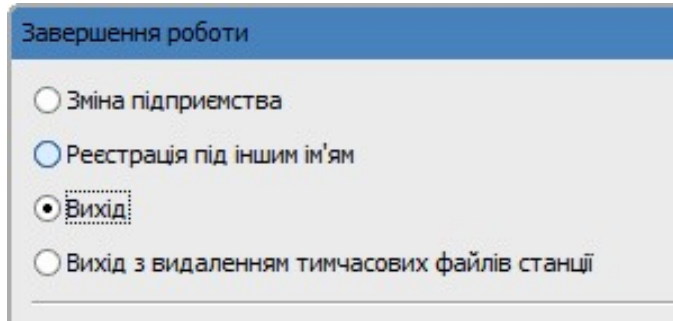 Завершення роботи
Зміна підприємства
Реєстрація під іншим ім'ям
Вихід
Вихід з видаленням тимчасових файлів станції